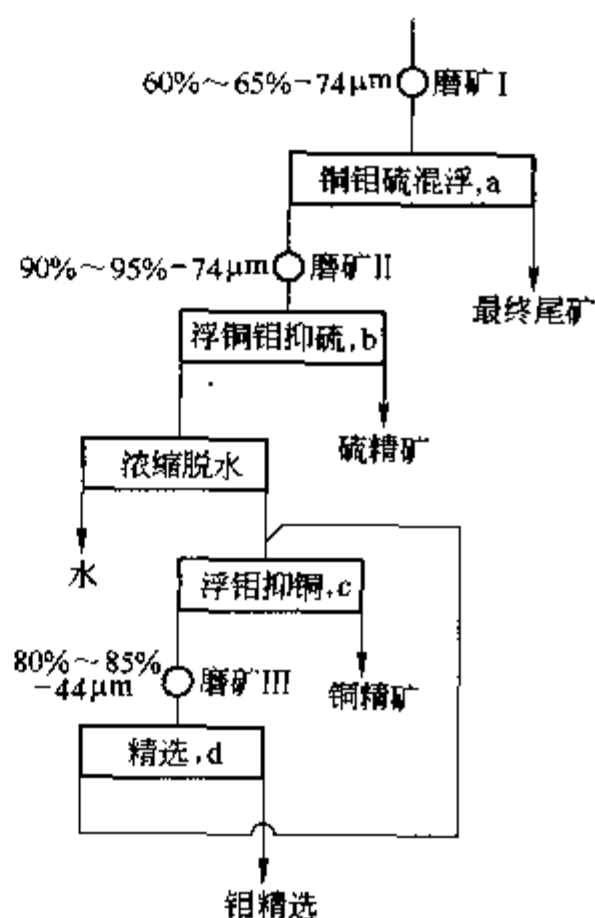 60%～65%-74μm 磨矿I
铜钼硫混浮,a
90%～95%-74μm 磨矿II
最终尾矿
浮铜钼抑硫,b
硫精矿
浓缩脱水
水
浮钼抑铜,c
80%～85%
-44μm 磨矿III
铜精矿
精选,d
钼精选